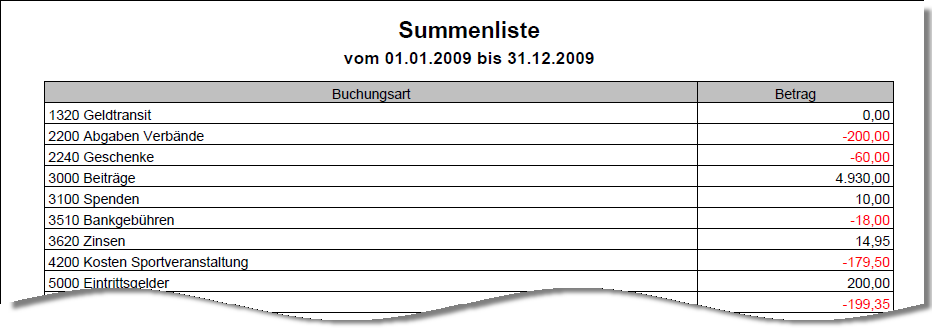 Summenliste
vom 01.01.2009 bis 31.12.2009
Buchungsart Betrag
1320 Geldtransit 0,00
2200 Abgaben Verbände -200,00
2240 Geschenke -60,00
3000 Beiträge 4.930,00
3100 Spenden 10,00
3510 Bankgebühren -18,00
3620 Zinsen 14,95
4200 Kosten Sportveranstaltung -179,50
5000 Eintrittsgelder 200,00
-199,35